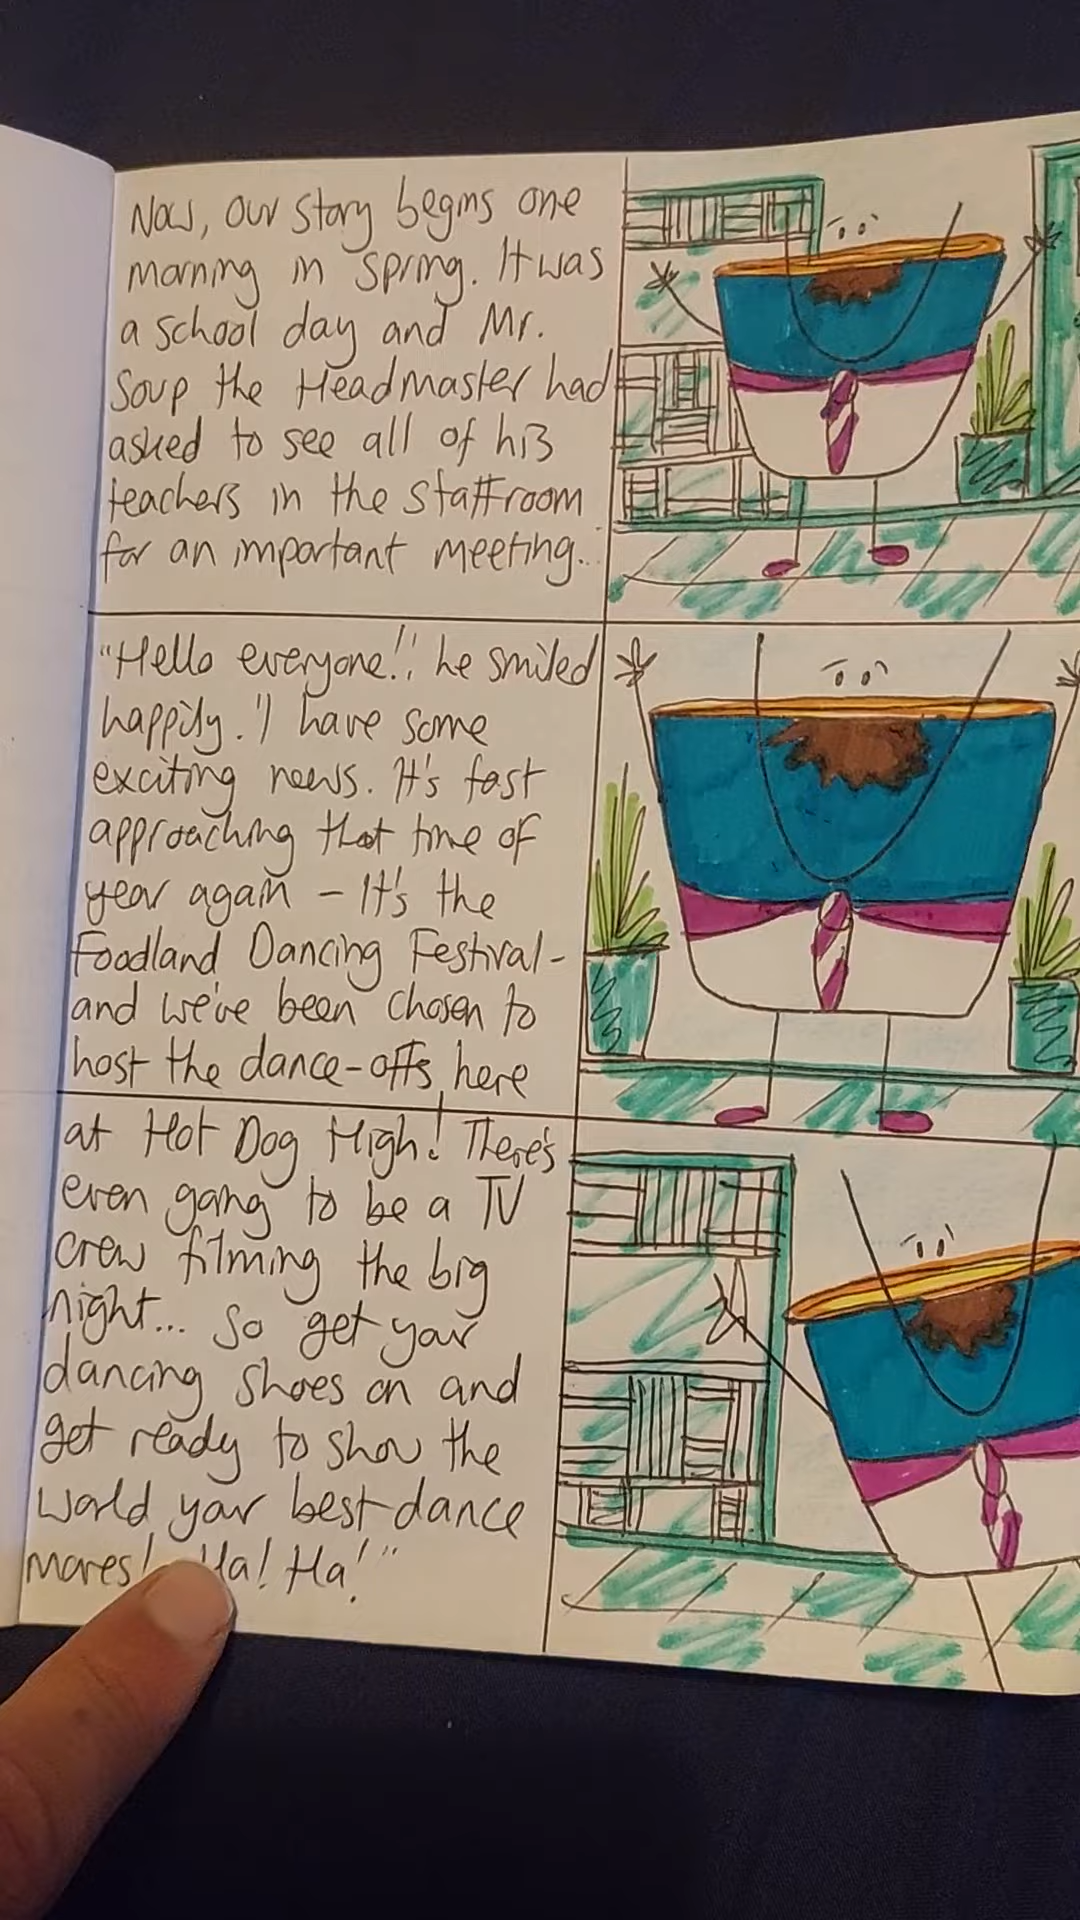 Now, our story begins one
morning in spring. It was
a school day and Mr.
Soup the Headmaster had
asked to see all of his
teachers in the staffroom
for an important meeting...
"Hello everyone!" he smiled
happily. "I have some
exciting news. It's fast
approaching that time of
year again - It's the
Foodland Dancing Festival -
and we've been chosen to
host the dance-offs here
at Hot Dog High! There's
even going to be a TV
crew filming the big
night... So get your
dancing shoes on and
get ready to show the
world your best dance
moves! Ha! Ha!"